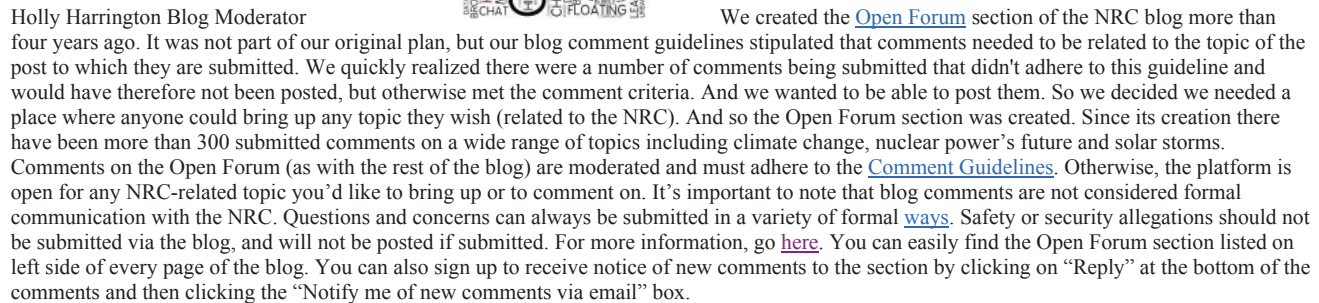 Holly Harrington Blog Moderator CHAT FLOATING We created the Open Forum section of the NRC blog more than
four years ago. It was not part of our original plan, but our blog comment guidelines stipulated that comments needed to be related to the topic of the
post to which they are submitted. We quickly realized there were a number of comments being submitted that didn't adhere to this guideline and
would have therefore not been posted, but otherwise met the comment criteria. And we wanted to be able to post them. So we decided we needed a
place where anyone could bring up any topic they wish (related to the NRC). And so the Open Forum section was created. Since its creation there
have been more than 300 submitted comments on a wide range of topics including climate change, nuclear power’s future and solar storms.
Comments on the Open Forum (as with the rest of the blog) are moderated and must adhere to the Comment Guidelines. Otherwise, the platform is
open for any NRC-related topic you’d like to bring up or to comment on. It’s important to note that blog comments are not considered formal
communication with the NRC. Questions and concerns can always be submitted in a variety of formal ways. Safety or security allegations should not
be submitted via the blog, and will not be posted if submitted. For more information, go here. You can easily find the Open Forum section listed on
left side of every page of the blog. You can also sign up to receive notice of new comments to the section by clicking on “Reply” at the bottom of the
comments and then clicking the “Notify me of new comments via email” box.